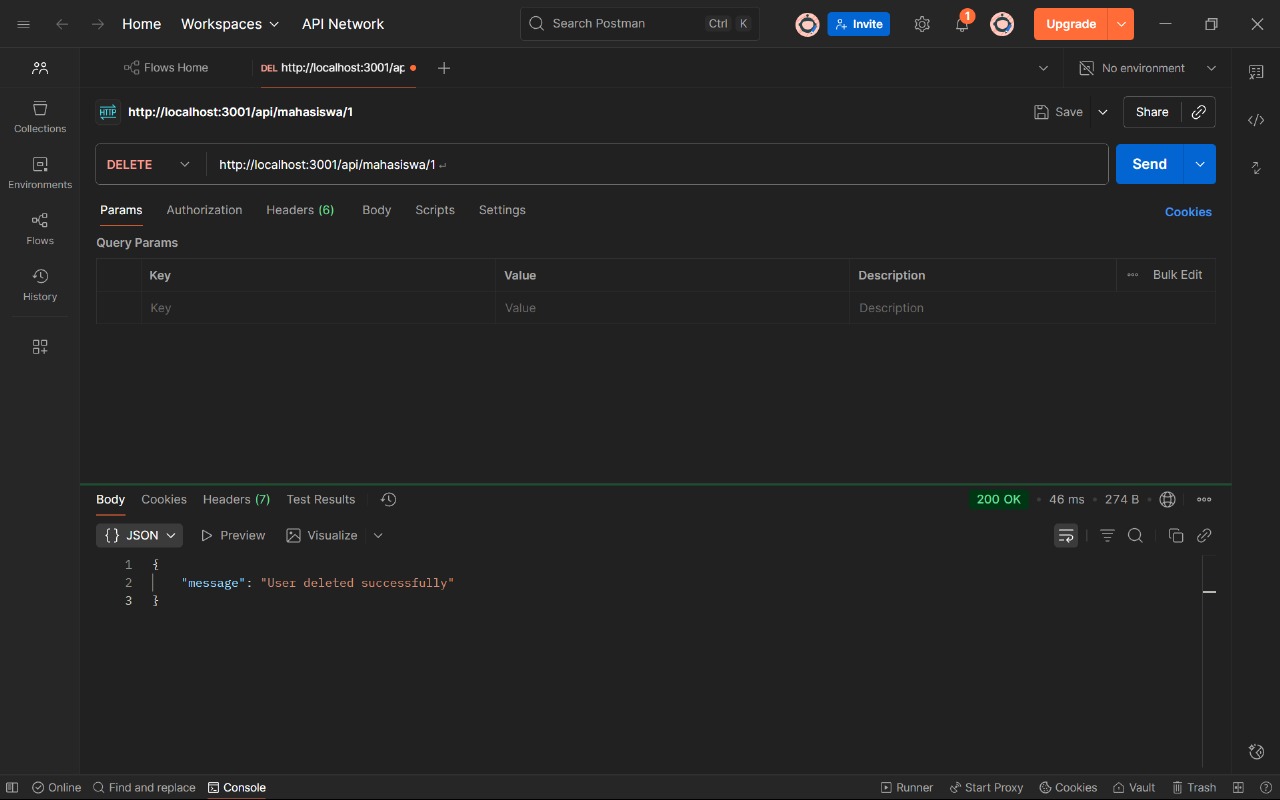 Home Workspaces API Network Search Postman Ctrl K Invite 1 Upgrade
Flows Home DEL http://localhost:3001/ap No environment
HTTP http://localhost:3001/api/mahasiswa/1 Save Share
Collections
Environments
Flows
History
DELETE http://localhost:3001/api/mahasiswa/1 Send
Params Authorization Headers (6) Body Scripts Settings Cookies
Query Params
Key Value Description Bulk Edit
Key Value Description
Body Cookies Headers (7) Test Results 200 OK • 46 ms • 274 B •
{} JSON Preview Visualize
1 {
2 "message": "User deleted successfully"
3 }
Online Find and replace Console Runner Start Proxy Cookies Vault Trash